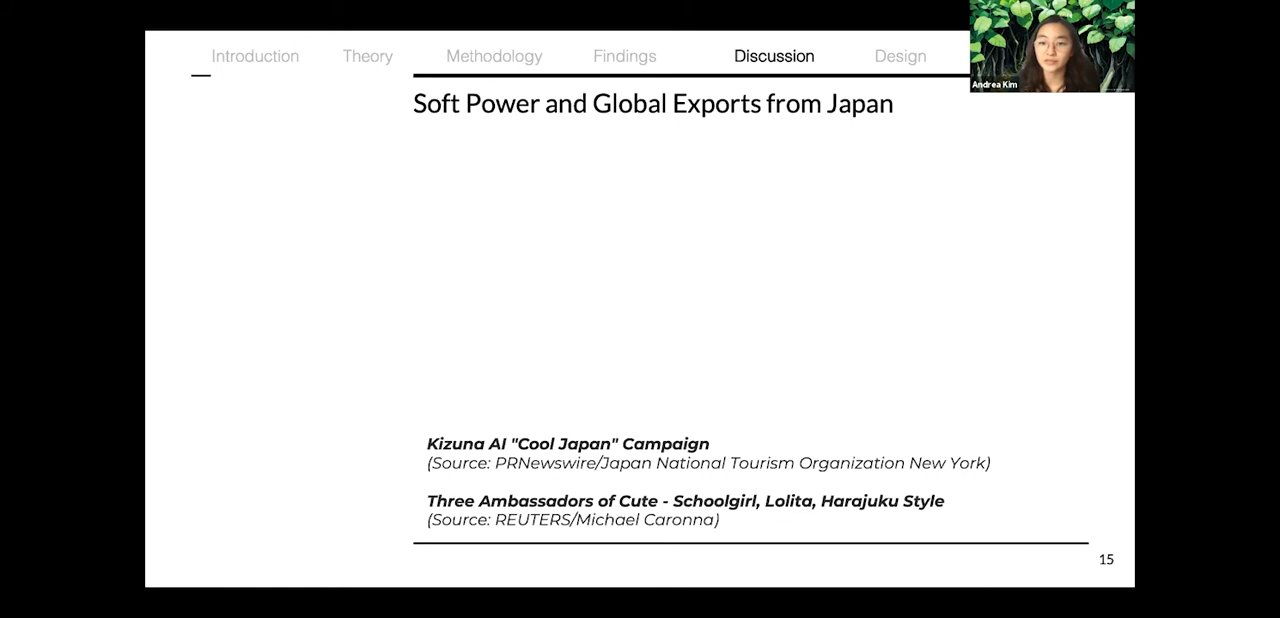 Introduction Theory Methodology Findings Discussion Design
Andrea Kim
Soft Power and Global Exports from Japan
Kizuna AI "Cool Japan" Campaign
(Source: PRNewswire/Japan National Tourism Organization New York)
Three Ambassadors of Cute - Schoolgirl, Lolita, Harajuku Style
(Source: REUTERS/Michael Caronna)
15